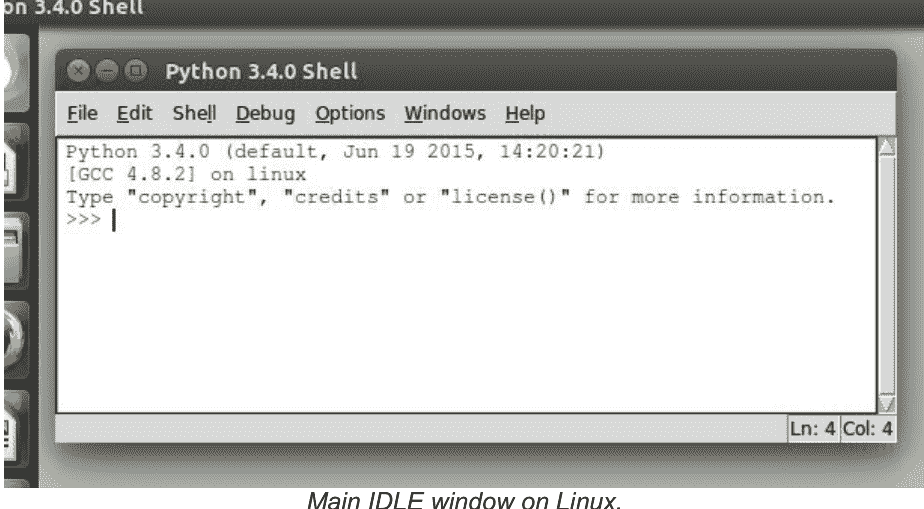 on 3.4.0 Shell
Python 3.4.0 Shell
File Edit Shell Debug Options Windows Help
Python 3.4.0 (default, Jun 19 2015, 14:20:21)
[GCC 4.8.2] on linux
Type "copyright", "credits" or "license()" for more information.
>>>
Ln: 4 Col: 4
Main IDLE window on Linux.